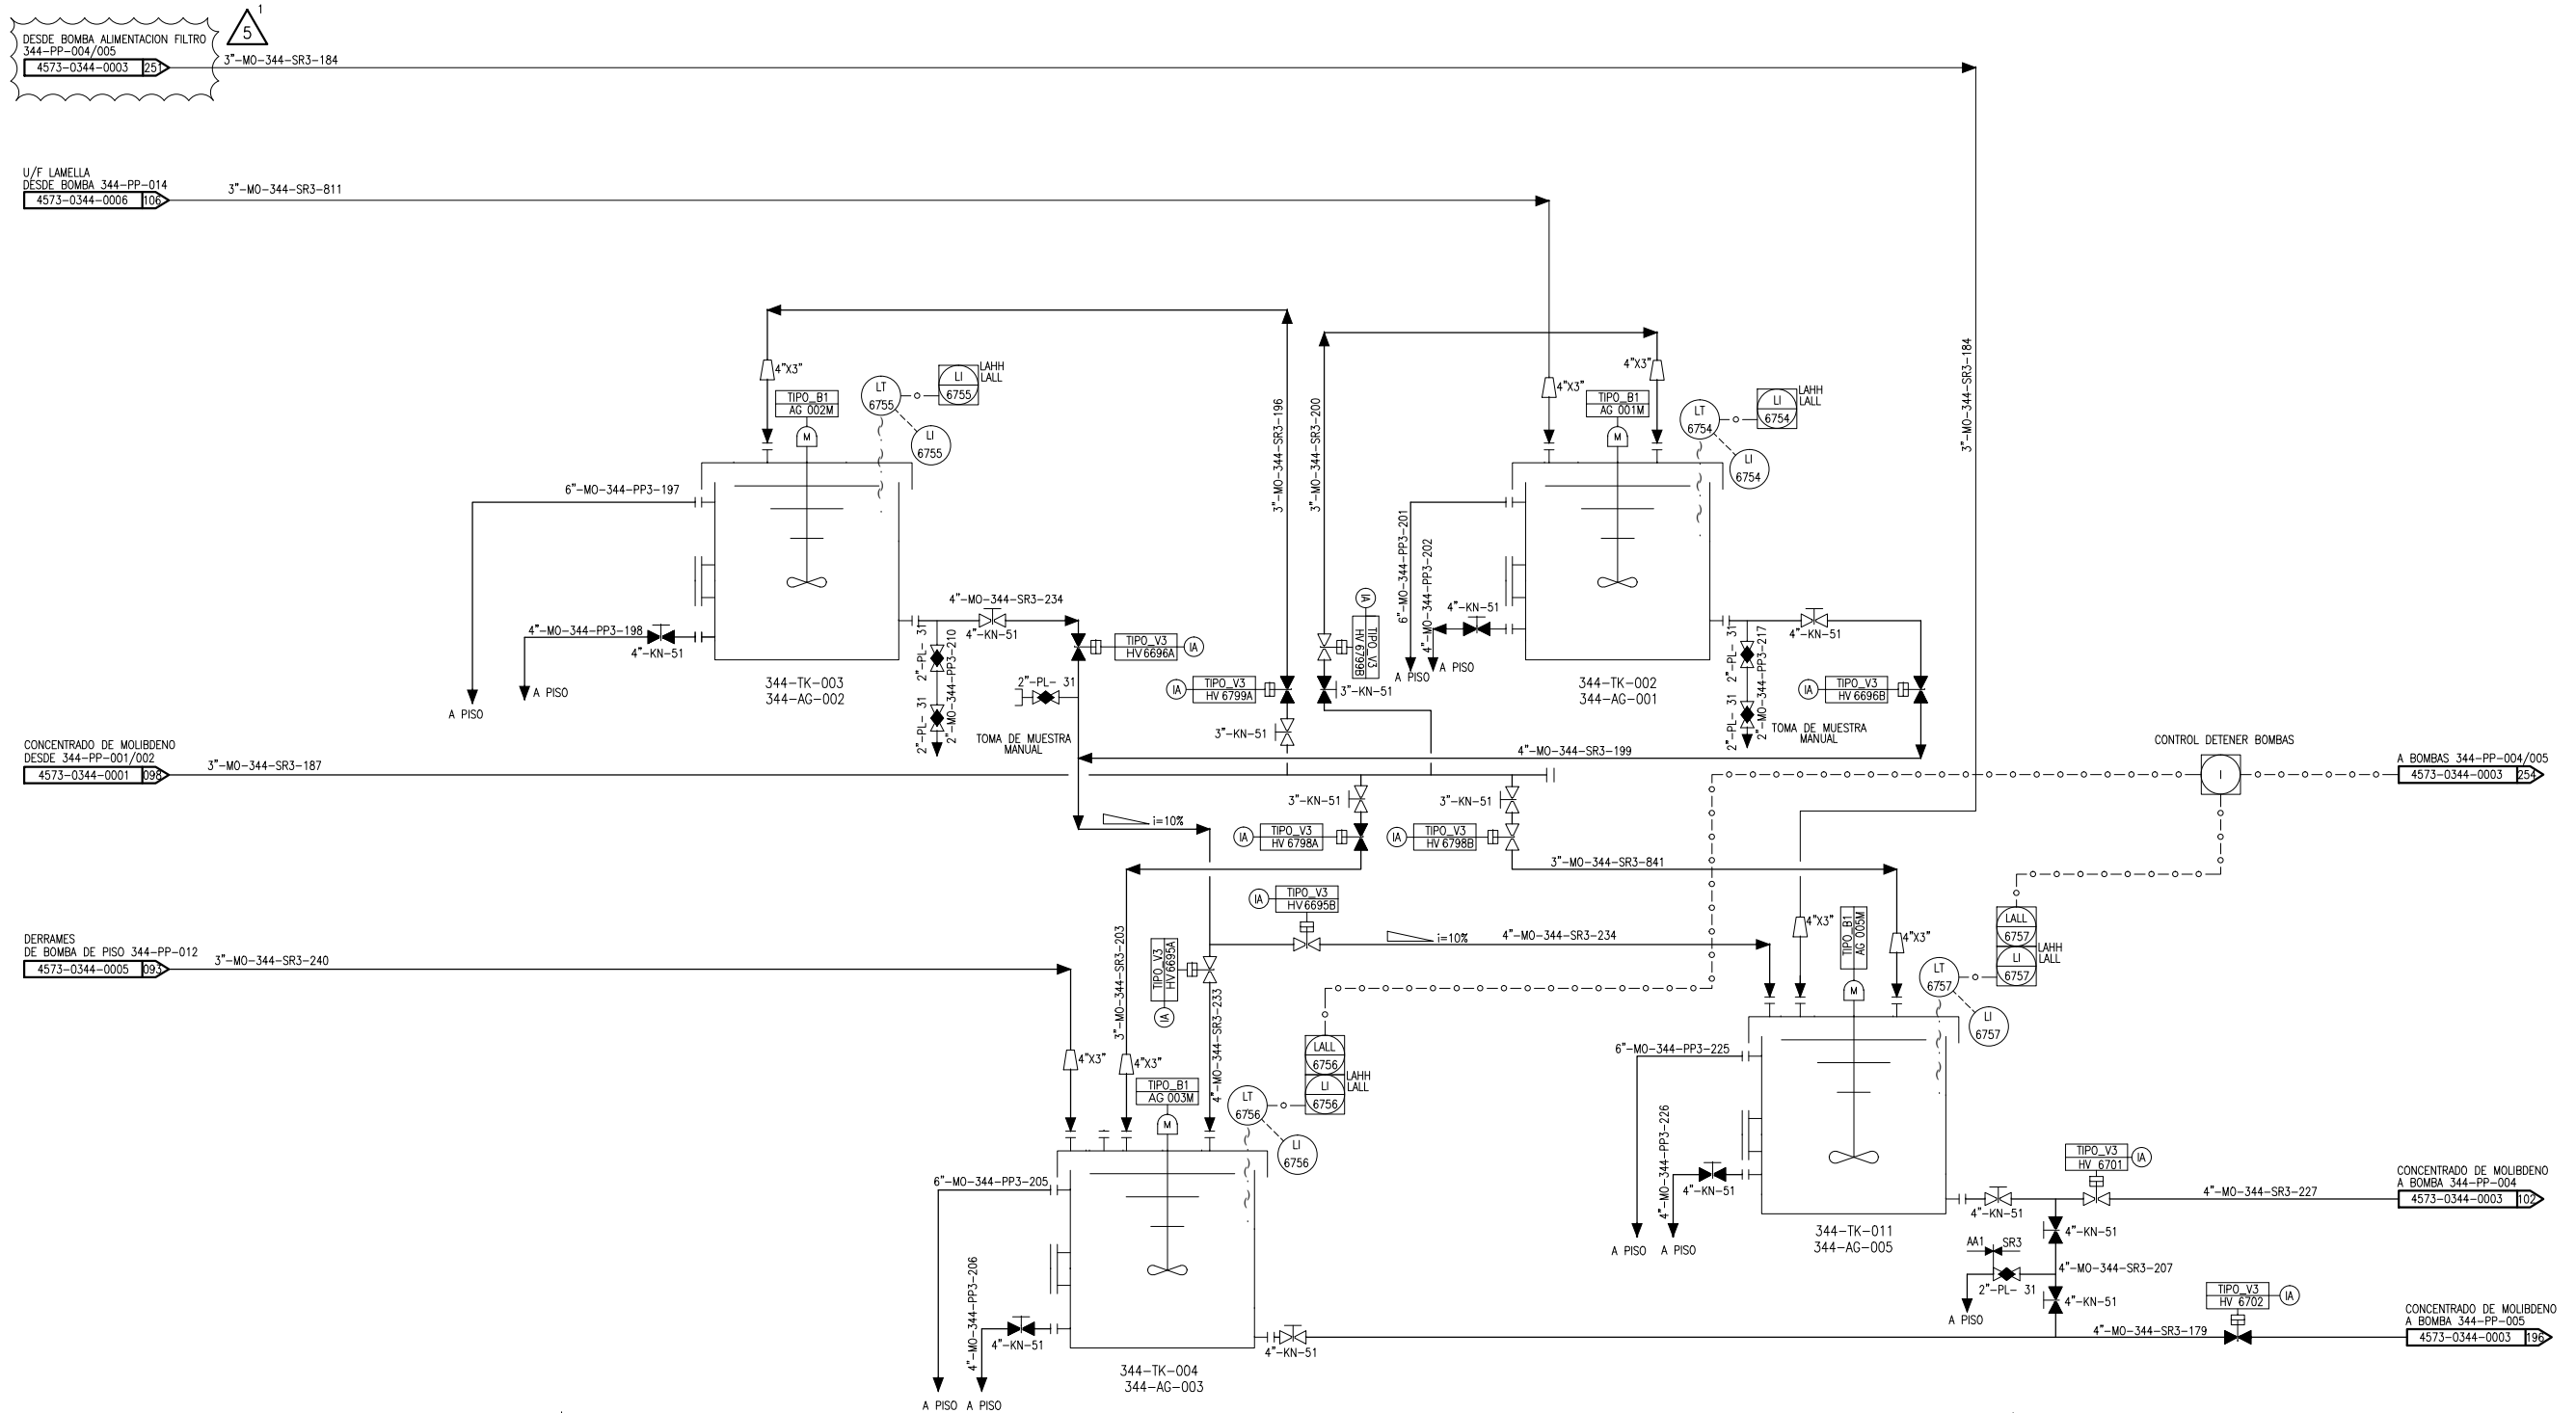 DESDE BOMBA ALIMENTACION FILTRO
344-PP-004/005
4573-0344-0003 251
5
1
3"-MO-344-SR3-184
U/F LAMELLA
DESDE BOMBA 344-PP-014
4573-0344-0006 106
3"-MO-344-SR3-811
3"-MO-344-SR3-184
4"X3"
TIPO_B1
AG 002M
M
LT
6755
LI
6755
LAHH
LALL
LI
6755
6"-MO-344-PP3-197
4"-MO-344-PP3-198
4"-KN-51
A PISO
A PISO
344-TK-003
344-AG-002
4"-MO-344-SR3-234
4"-KN-51
2"-PL- 31
2"-PL- 31
2"-MO-344-PP3-210
TOMA DE MUESTRA
MANUAL
TIPO_V3
HV 6696A
IA
2"-PL- 31
3"-MO-344-SR3-196
3"-MO-344-SR3-200
IA
TIPO_V3
HV 6799A
3"-KN-51
IA
TIPO_V3
HV 6799B
3"-KN-51
4"X3"
4"X3"
TIPO_B1
AG 001M
M
LT
6754
LI
6754
LAHH
LALL
LI
6754
6"-MO-344-PP3-201
4"-MO-344-PP3-202
4"-KN-51
A PISO
A PISO
344-TK-002
344-AG-001
4"-KN-51
2"-PL- 31
2"-PL- 31
2"-MO-344-PP3-217
TOMA DE MUESTRA
MANUAL
IA
TIPO_V3
HV 6696B
4"-MO-344-SR3-199
CONCENTRADO DE MOLIBDENO
DESDE 344-PP-001/002
4573-0344-0001 098
3"-MO-344-SR3-187
CONTROL DETENER BOMBAS
I
A BOMBAS 344-PP-004/005
4573-0344-0003 254
3"-KN-51
3"-KN-51
i=10%
IA
TIPO_V3
HV 6798A
IA
TIPO_V3
HV 6798B
3"-MO-344-SR3-841
IA
TIPO_V3
HV 6695B
i=10%
4"-MO-344-SR3-234
DERRAMES
DE BOMBA DE PISO 344-PP-012
4573-0344-0005 093
3"-MO-344-SR3-240
3"-MO-344-SR3-203
TIPO_V3
HV 6695A
IA
4"-MO-344-SR3-233
4"X3"
4"X3"
TIPO_B1
AG 003M
M
LT
6756
LI
6756
LALL
6756
LI
6756
LAHH
LALL
6"-MO-344-PP3-205
4"-MO-344-PP3-206
4"-KN-51
A PISO
A PISO
344-TK-004
344-AG-003
4"-KN-51
4"X3"
4"X3"
TIPO_B1
AG 005M
M
LT
6757
LI
6757
LALL
6757
LI
6757
LAHH
LALL
6"-MO-344-PP3-225
4"-MO-344-PP3-226
4"-KN-51
A PISO
A PISO
344-TK-011
344-AG-005
4"-KN-51
TIPO_V3
HV 6701
IA
4"-MO-344-SR3-227
CONCENTRADO DE MOLIBDENO
A BOMBA 344-PP-004
4573-0344-0003 102
4"-KN-51
AA1
SR3
4"-MO-344-SR3-207
2"-PL- 31
A PISO
4"-KN-51
TIPO_V3
HV 6702
IA
4"-MO-344-SR3-179
CONCENTRADO DE MOLIBDENO
A BOMBA 344-PP-005
4573-0344-0003 196